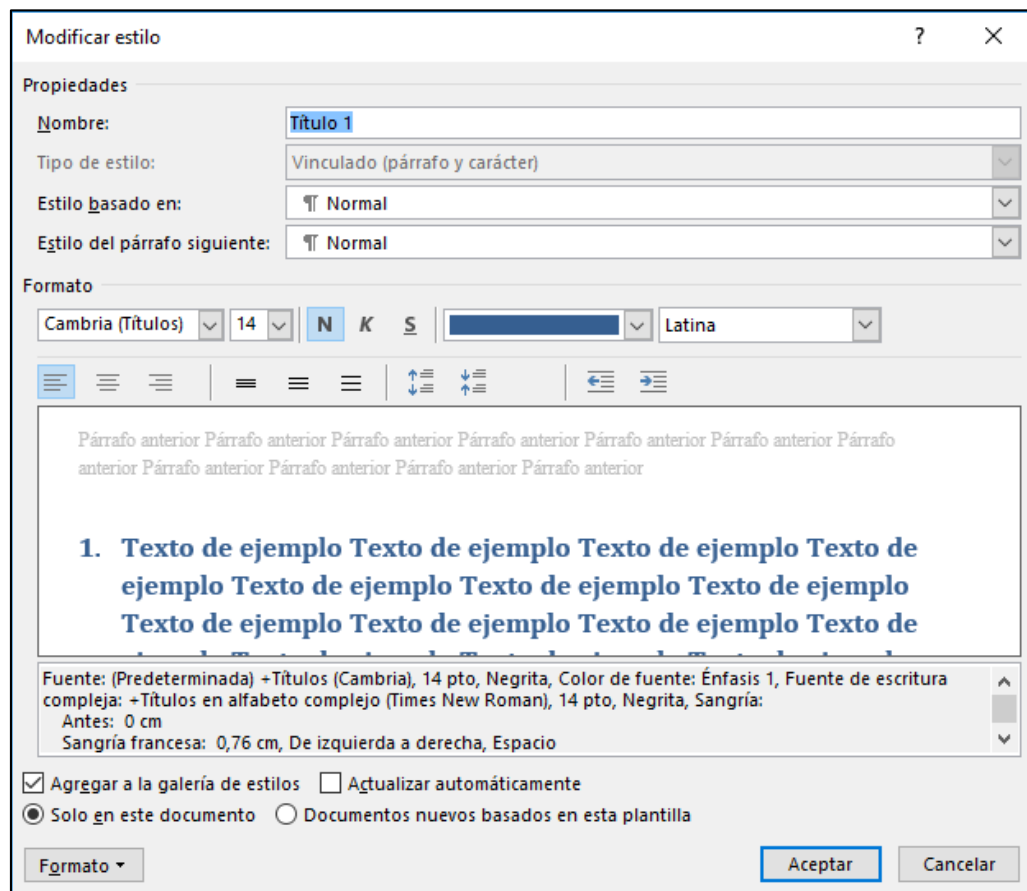 Modificar estilo ?
Propiedades
Nombre: Título 1
Tipo de estilo: Vinculado (párrafo y carácter)
Estilo basado en: ¶ Normal
Estilo del párrafo siguiente: ¶ Normal
Formato
Cambria (Títulos) 14 N K S Latina
Párrafo anterior Párrafo anterior Párrafo anterior Párrafo anterior Párrafo anterior Párrafo anterior Párrafo
anterior Párrafo anterior Párrafo anterior Párrafo anterior Párrafo anterior
1. Texto de ejemplo Texto de ejemplo Texto de ejemplo Texto de
ejemplo Texto de ejemplo Texto de ejemplo Texto de ejemplo
Texto de ejemplo Texto de ejemplo Texto de ejemplo Texto de
Fuente: (Predeterminada) +Títulos (Cambria), 14 pto, Negrita, Color de fuente: Énfasis 1, Fuente de escritura
compleja: +Títulos en alfabeto complejo (Times New Roman), 14 pto, Negrita, Sangría:
Antes: 0 cm
Sangría francesa: 0,76 cm, De izquierda a derecha, Espacio
Agregar a la galería de estilos Actualizar automáticamente
Solo en este documento Documentos nuevos basados en esta plantilla
Formato Aceptar Cancelar